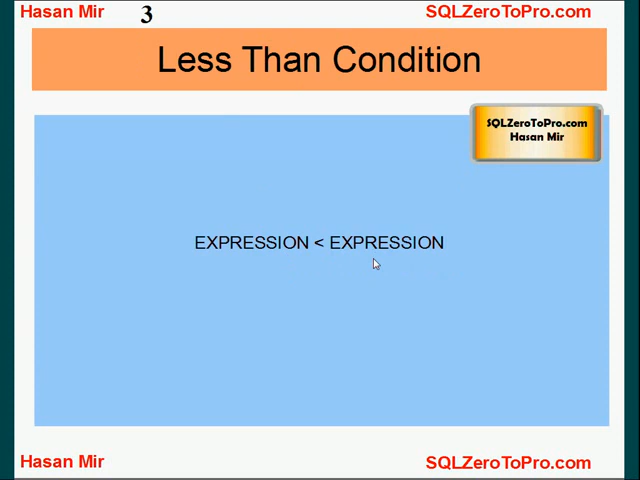 Hasan Mir
3
SQLZeroToPro.com
Less Than Condition
SQLZeroToPro.com
Hasan Mir
EXPRESSION < EXPRESSION
Hasan Mir
SQLZeroToPro.com